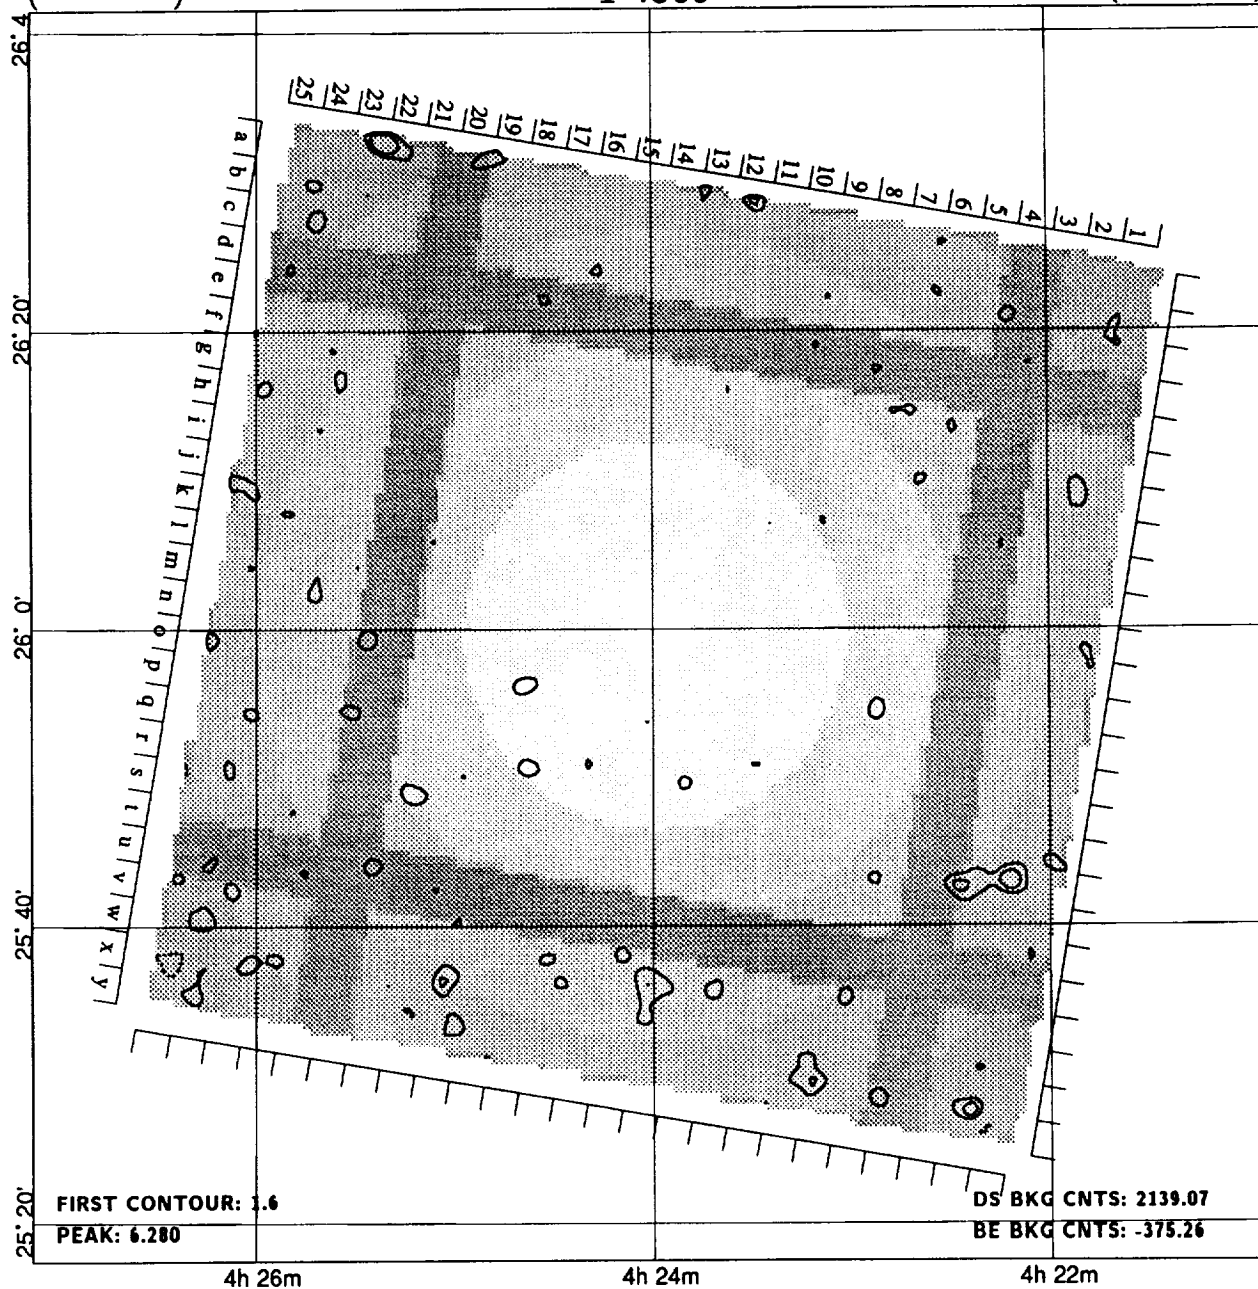 26° 4
25 24 23 22 21 20 19 18 17 16 15 14 13 12 11 10 9 8 7 6 5 4 3 2 1
a b c d e f g h i j k l m n o p q r s t u v w x y
26° 20'
26° 0'
25° 40'
25° 20'
FIRST CONTOUR: 1.6
PEAK: 6.280
DS BKG CNTS: 2139.07
BE BKG CNTS: -375.26
4h 26m 4h 24m 4h 22m